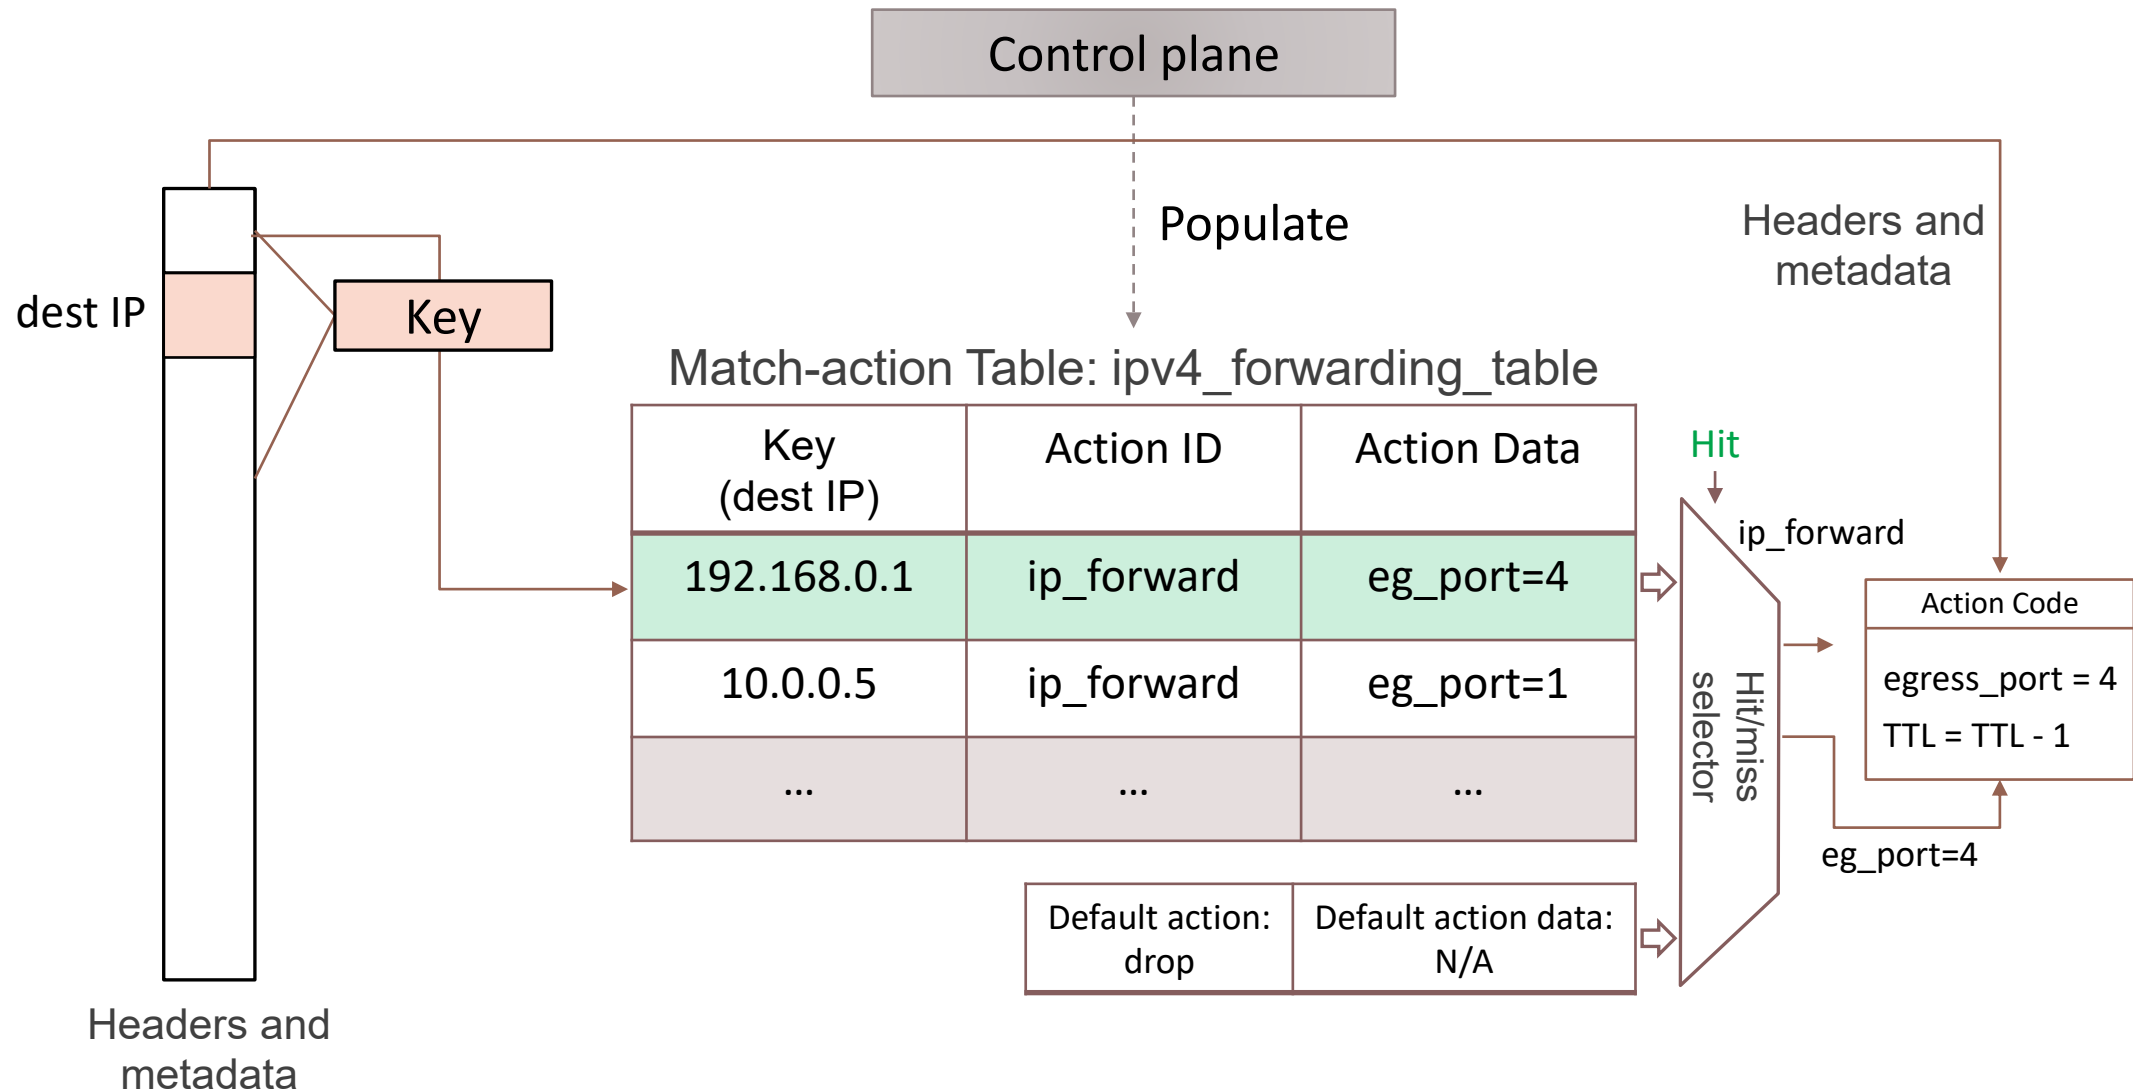 Control plane
Populate
Headers and
metadata
dest IP
Key
Match-action Table: ipv4_forwarding_table
Key
(dest IP)
Action ID
Action Data
Hit
192.168.0.1
ip_forward
eg_port=4
10.0.0.5
ip_forward
eg_port=1
...
...
...
ip_forward
Hit/miss
selector
Action Code
egress_port = 4
TTL = TTL - 1
eg_port=4
Default action:
drop
Default action data:
N/A
Headers and
metadata